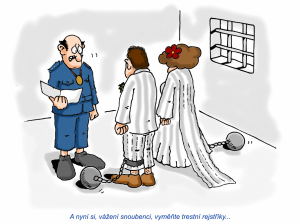 A nyní si, vážení snoubenci, vyměňte trestní rejstříky...